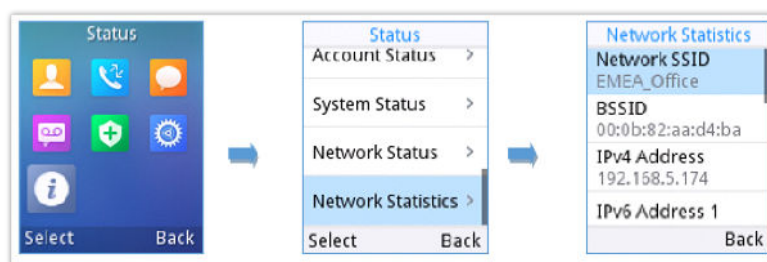 Status
Select Back
Status
Account Status >
System Status >
Network Status >
Network Statistics >
Select Back
Network Statistics
Network SSID
EMEA_Office
BSSID
00:0b:82:aa:d4:ba
IPv4 Address
192.168.5.174
IPv6 Address 1
Back